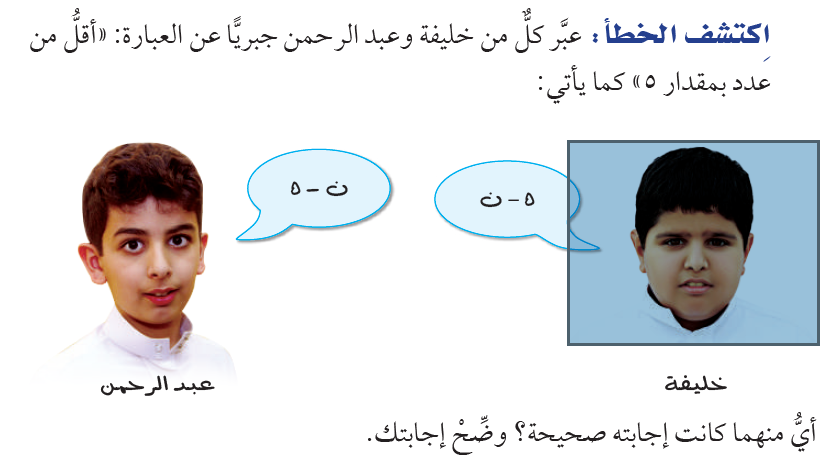 اِكتشف الخطأ: عبَّر كلٌّ من خليفة وعبد الرحمن جبريًّا عن العبارة: «أقلُّ من
عدد بمقدار ٥» كما يأتي:
٥ - ن
ن - ٥
خليفة
عبد الرحمن
أيُّ منهما كانت إجابته صحيحة؟ وضِّحْ إجابتك.